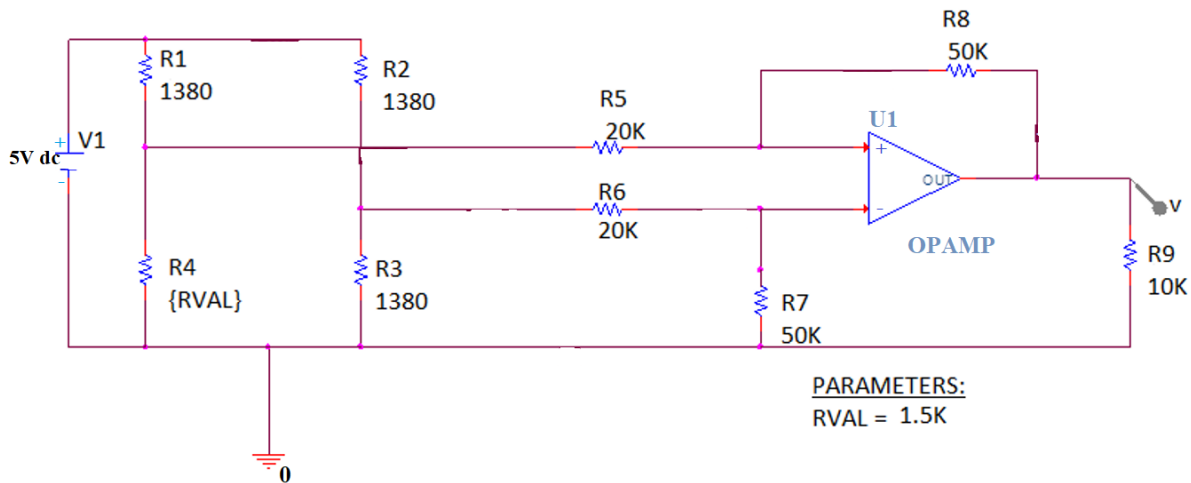 R1
1380
R2
1380
R8
50K
V1
+
5V dc
-
R5
20K
U1
+
OUT
-
R6
20K
OPAMP
V
R4
{RVAL}
R3
1380
R7
50K
R9
10K
PARAMETERS:
RVAL = 1.5K
0